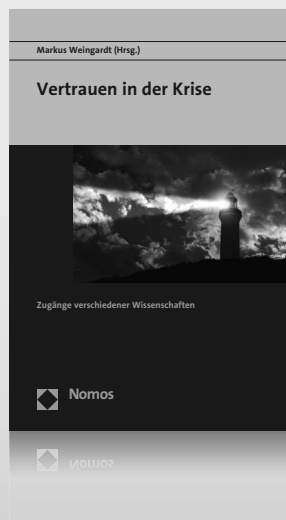 Markus Weingardt (Hrsg.)
Vertrauen in der Krise
Zugänge verschiedener Wissenschaften
Nomos